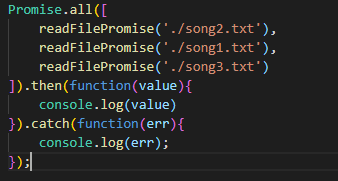 Promise.all([
    readFilePromise('./song2.txt'),
    readFilePromise('./song1.txt'),
    readFilePromise('./song3.txt')
]).then(function(value){
    console.log(value)
}).catch(function(err){
    console.log(err);
});